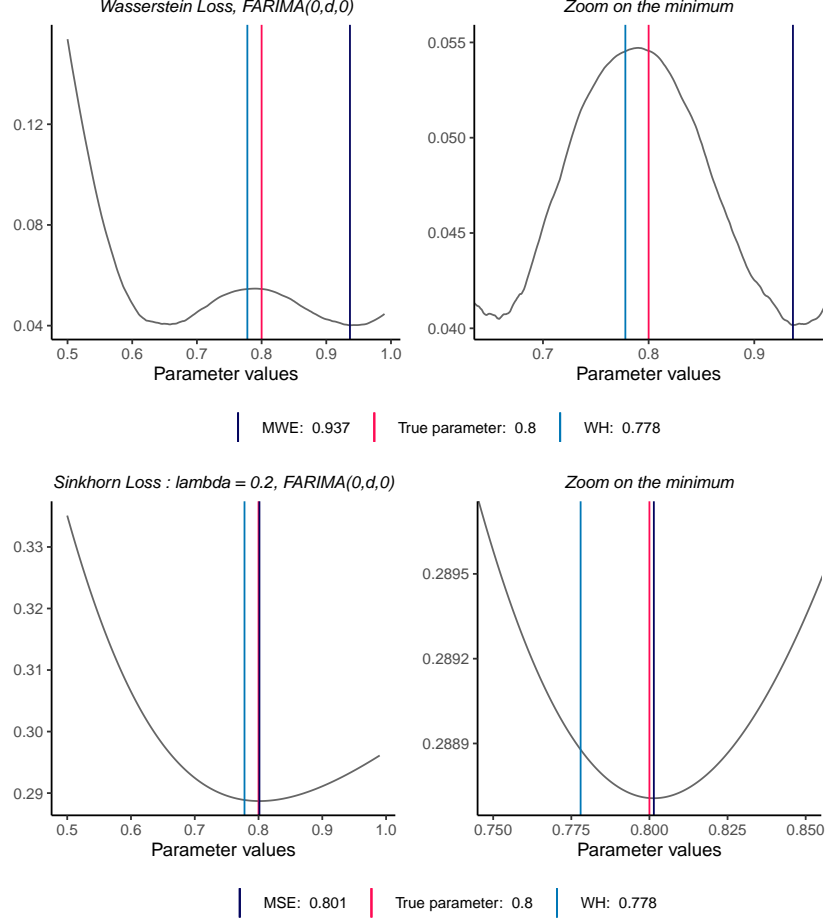 Wasserstein Loss, FARIMA(0,d,0)
Zoom on the minimum
0.12
0.08
0.04
0.5 0.6 0.7 0.8 0.9 1.0
Parameter values
0.055
0.050
0.045
0.040
0.7 0.8 0.9
Parameter values
MWE: 0.937 True parameter: 0.8 WH: 0.778
Sinkhorn Loss : lambda = 0.2, FARIMA(0,d,0)
Zoom on the minimum
0.33
0.32
0.31
0.30
0.29
0.5 0.6 0.7 0.8 0.9 1.0
Parameter values
0.2895
0.2892
0.2889
0.750 0.775 0.800 0.825 0.850
Parameter values
MSE: 0.801 True parameter: 0.8 WH: 0.778